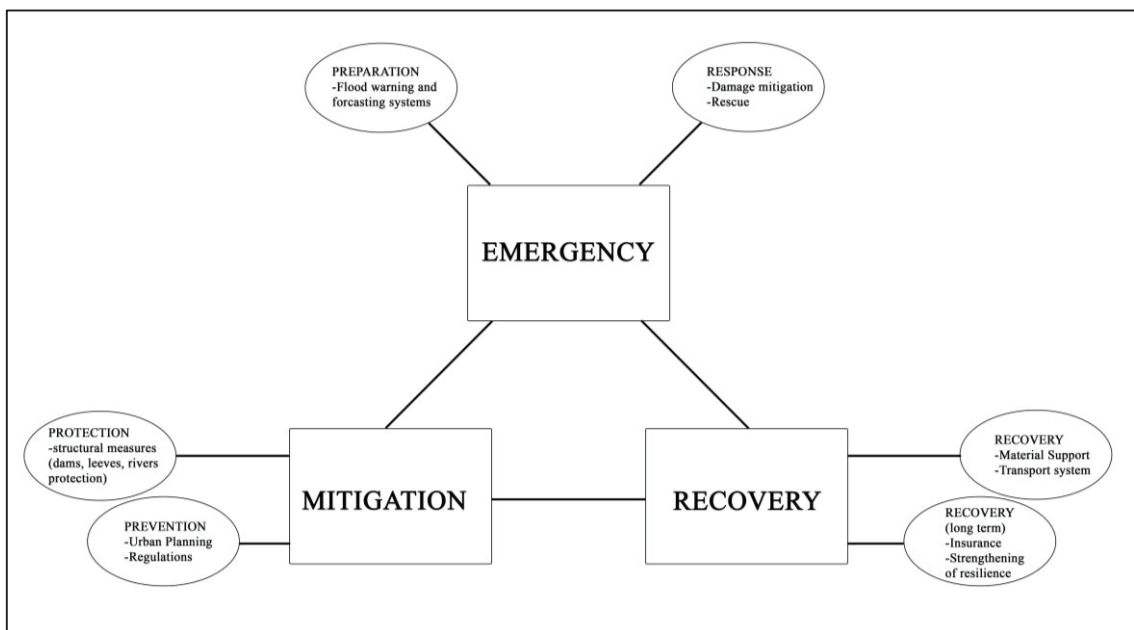 PREPARATION
-Flood warning and
forcasting systems
RESPONSE
-Damage mitigation
-Rescue
EMERGENCY
PROTECTION
-structural measures
(dams, leeves, rivers
protection)
PREVENTION
-Urban Planning
-Regulations
MITIGATION
RECOVERY
RECOVERY
-Material Support
-Transport system
RECOVERY
(long term)
-Insurance
-Strengthening
of resilience